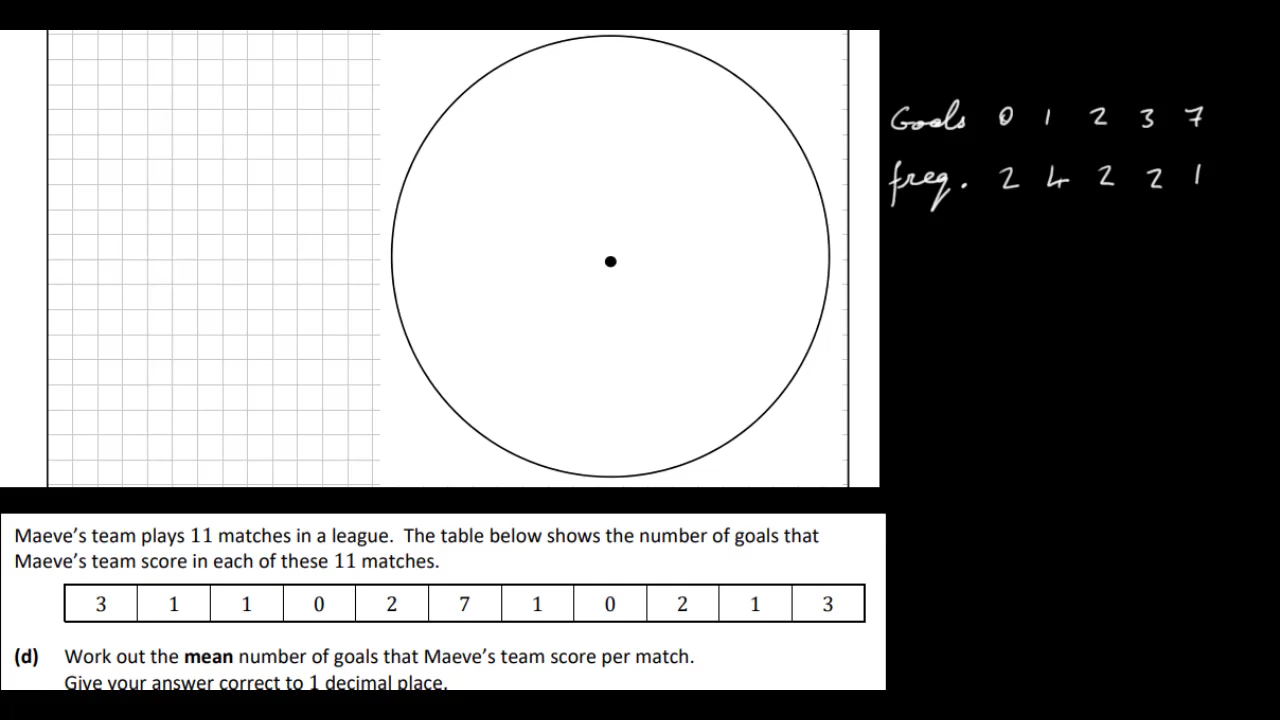 Goals 0 1 2 3 7
freq. 2 4 2 2 1
Maeve’s team plays 11 matches in a league. The table below shows the number of goals that
Maeve’s team score in each of these 11 matches.
3 1 1 0 2 7 1 0 2 1 3
(d) Work out the mean number of goals that Maeve’s team score per match.
Give your answer correct to 1 decimal place.